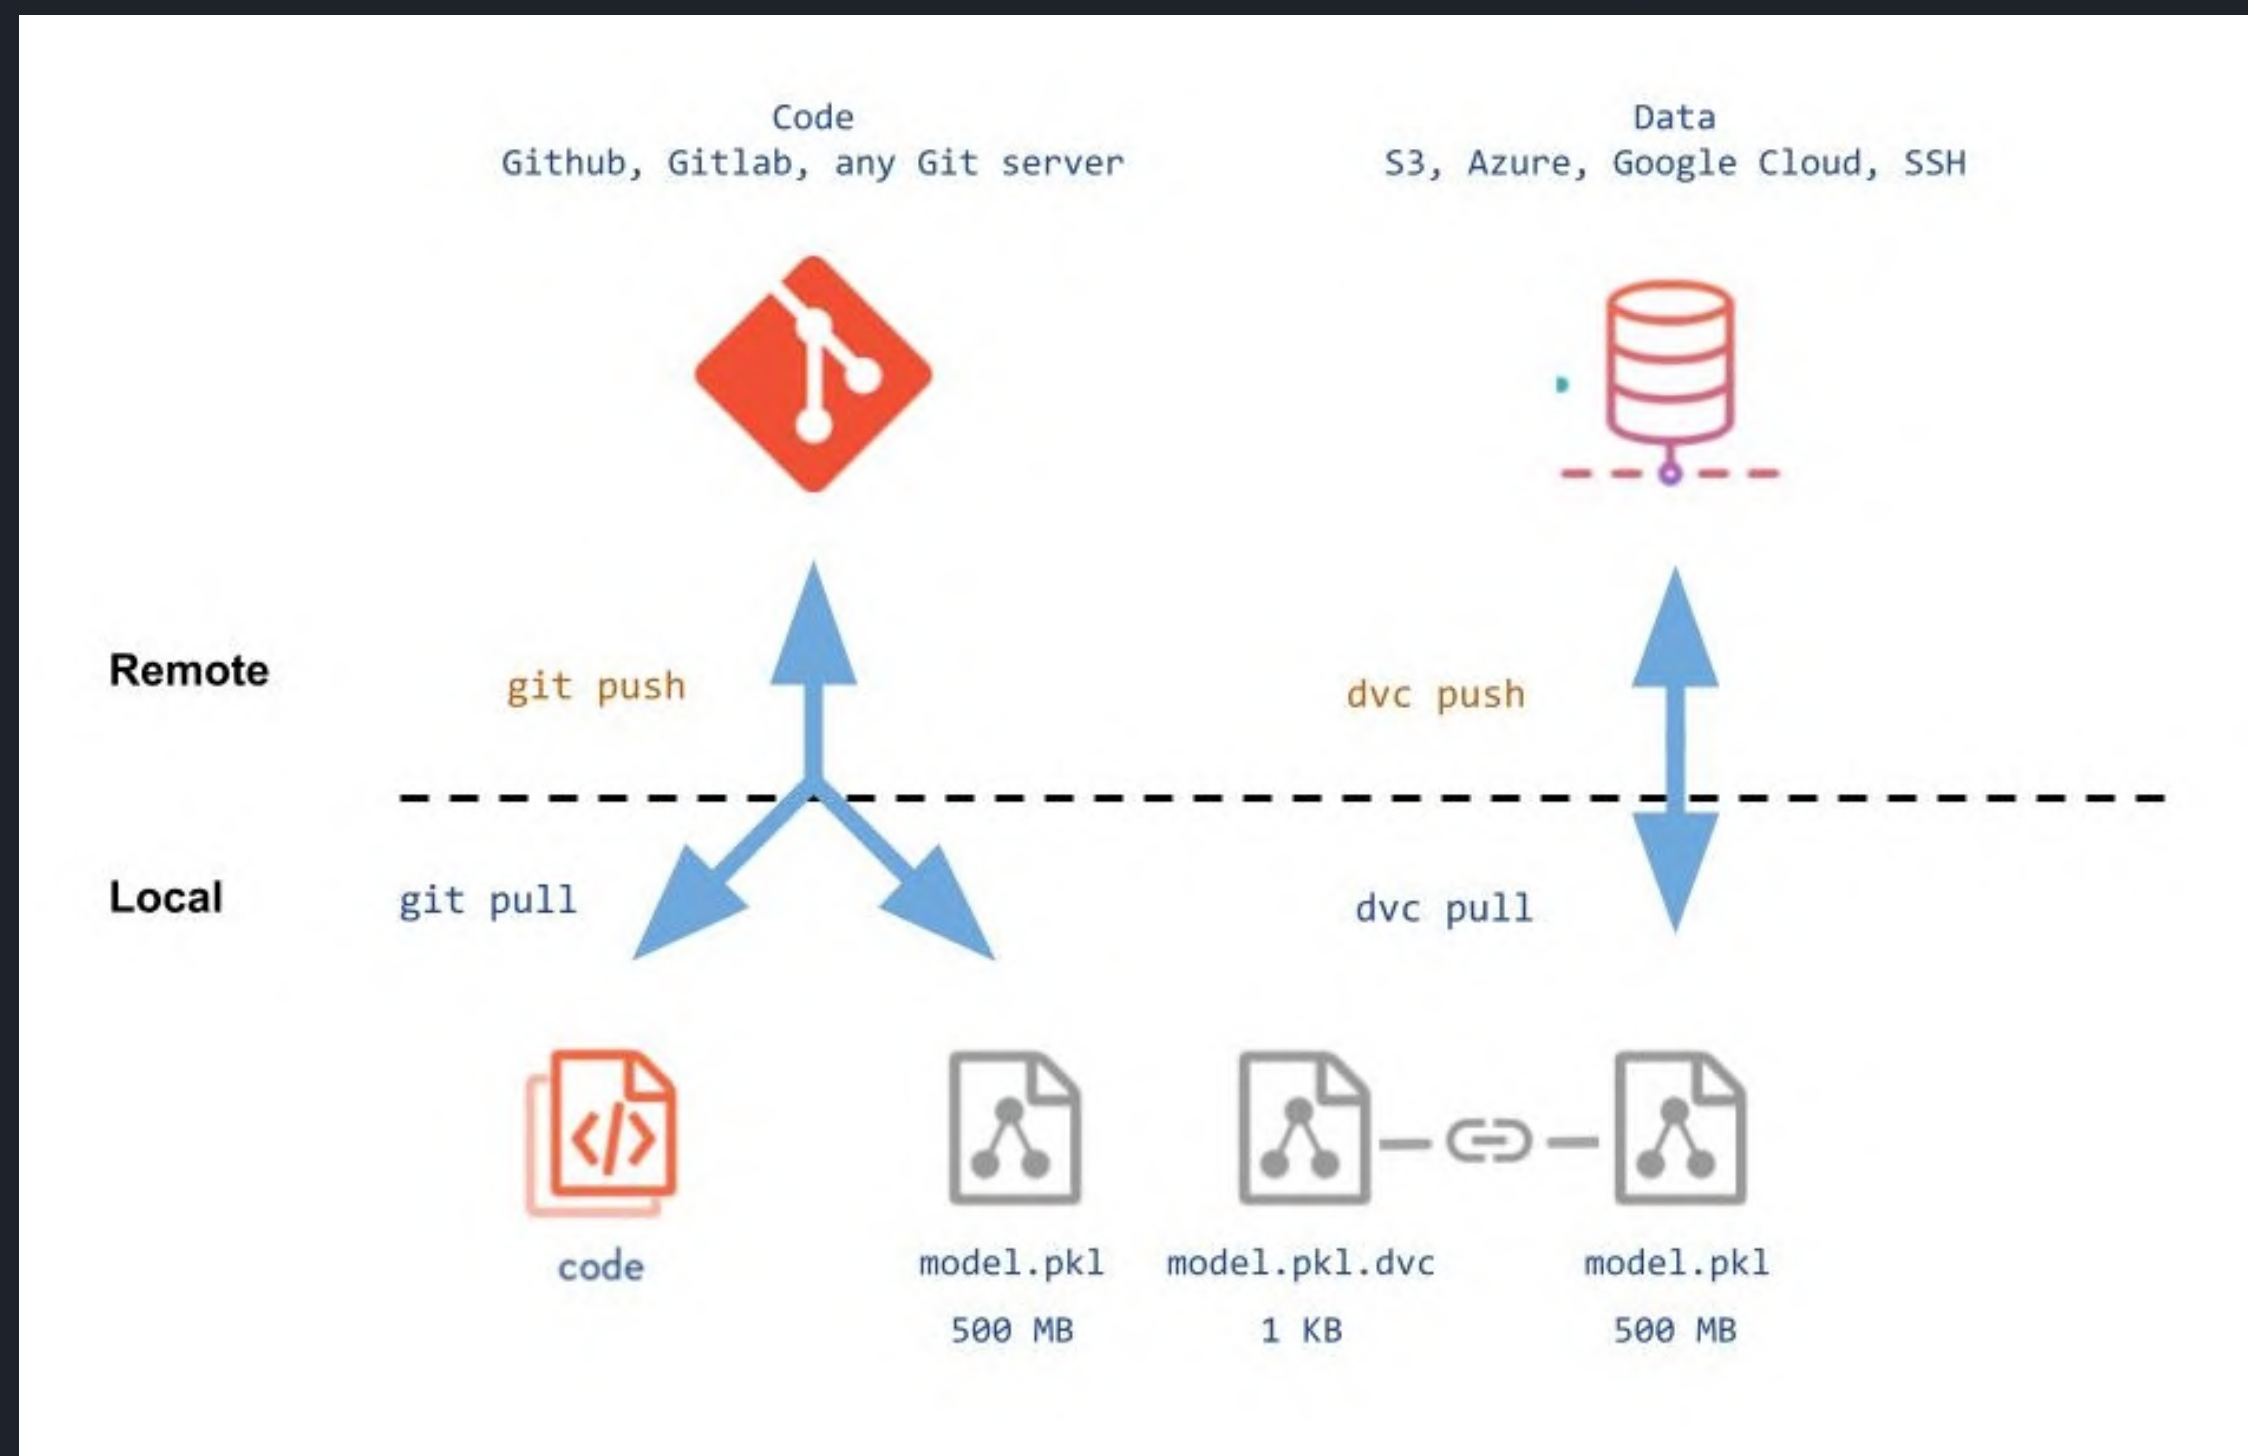 Code
Github, Gitlab, any Git server
Data
S3, Azure, Google Cloud, SSH
Remote
git push
dvc push
Local
git pull
dvc pull
code
model.pkl
500 MB
model.pkl.dvc
1 KB
model.pkl
500 MB